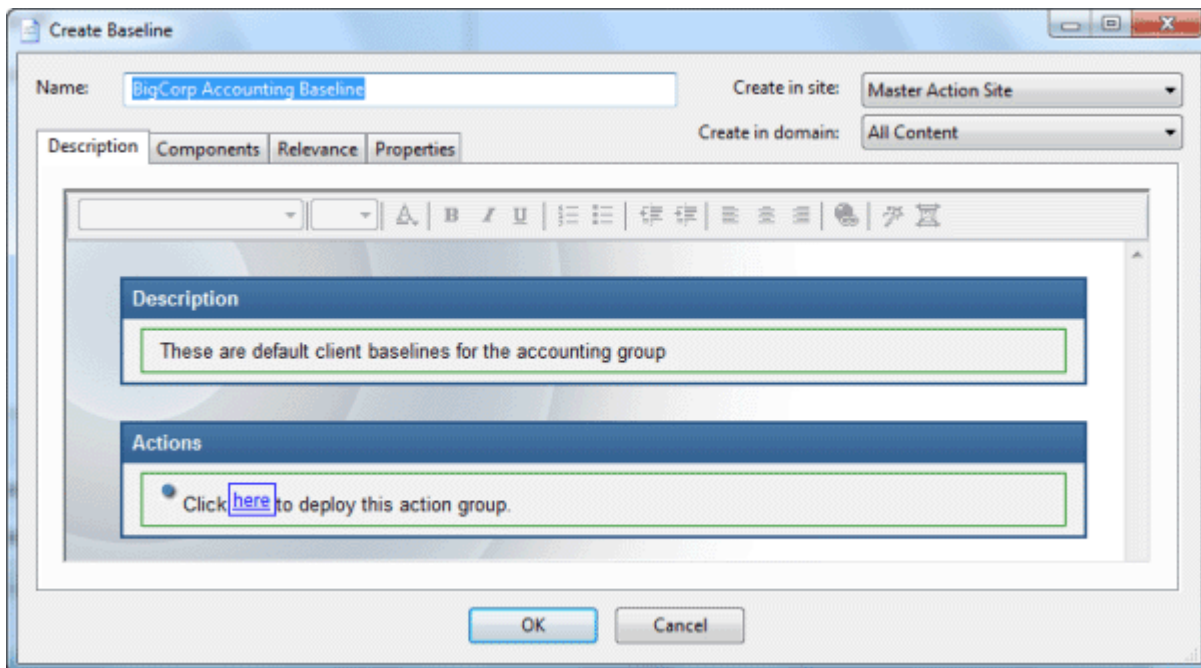 Create Baseline
Name: BigCorp Accounting Baseline Create in site: Master Action Site
Create in domain: All Content
Description Components Relevance Properties
A B I U
Description
These are default client baselines for the accounting group
Actions
Click here to deploy this action group.
OK Cancel